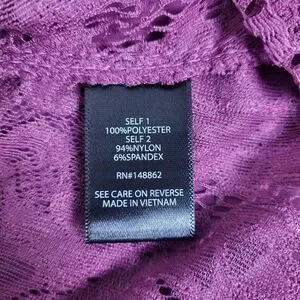 SELF 1
100%POLYESTER
SELF 2
94%NYLON
6%SPANDEX
RN#148862
SEE CARE ON REVERSE
MADE IN VIETNAM